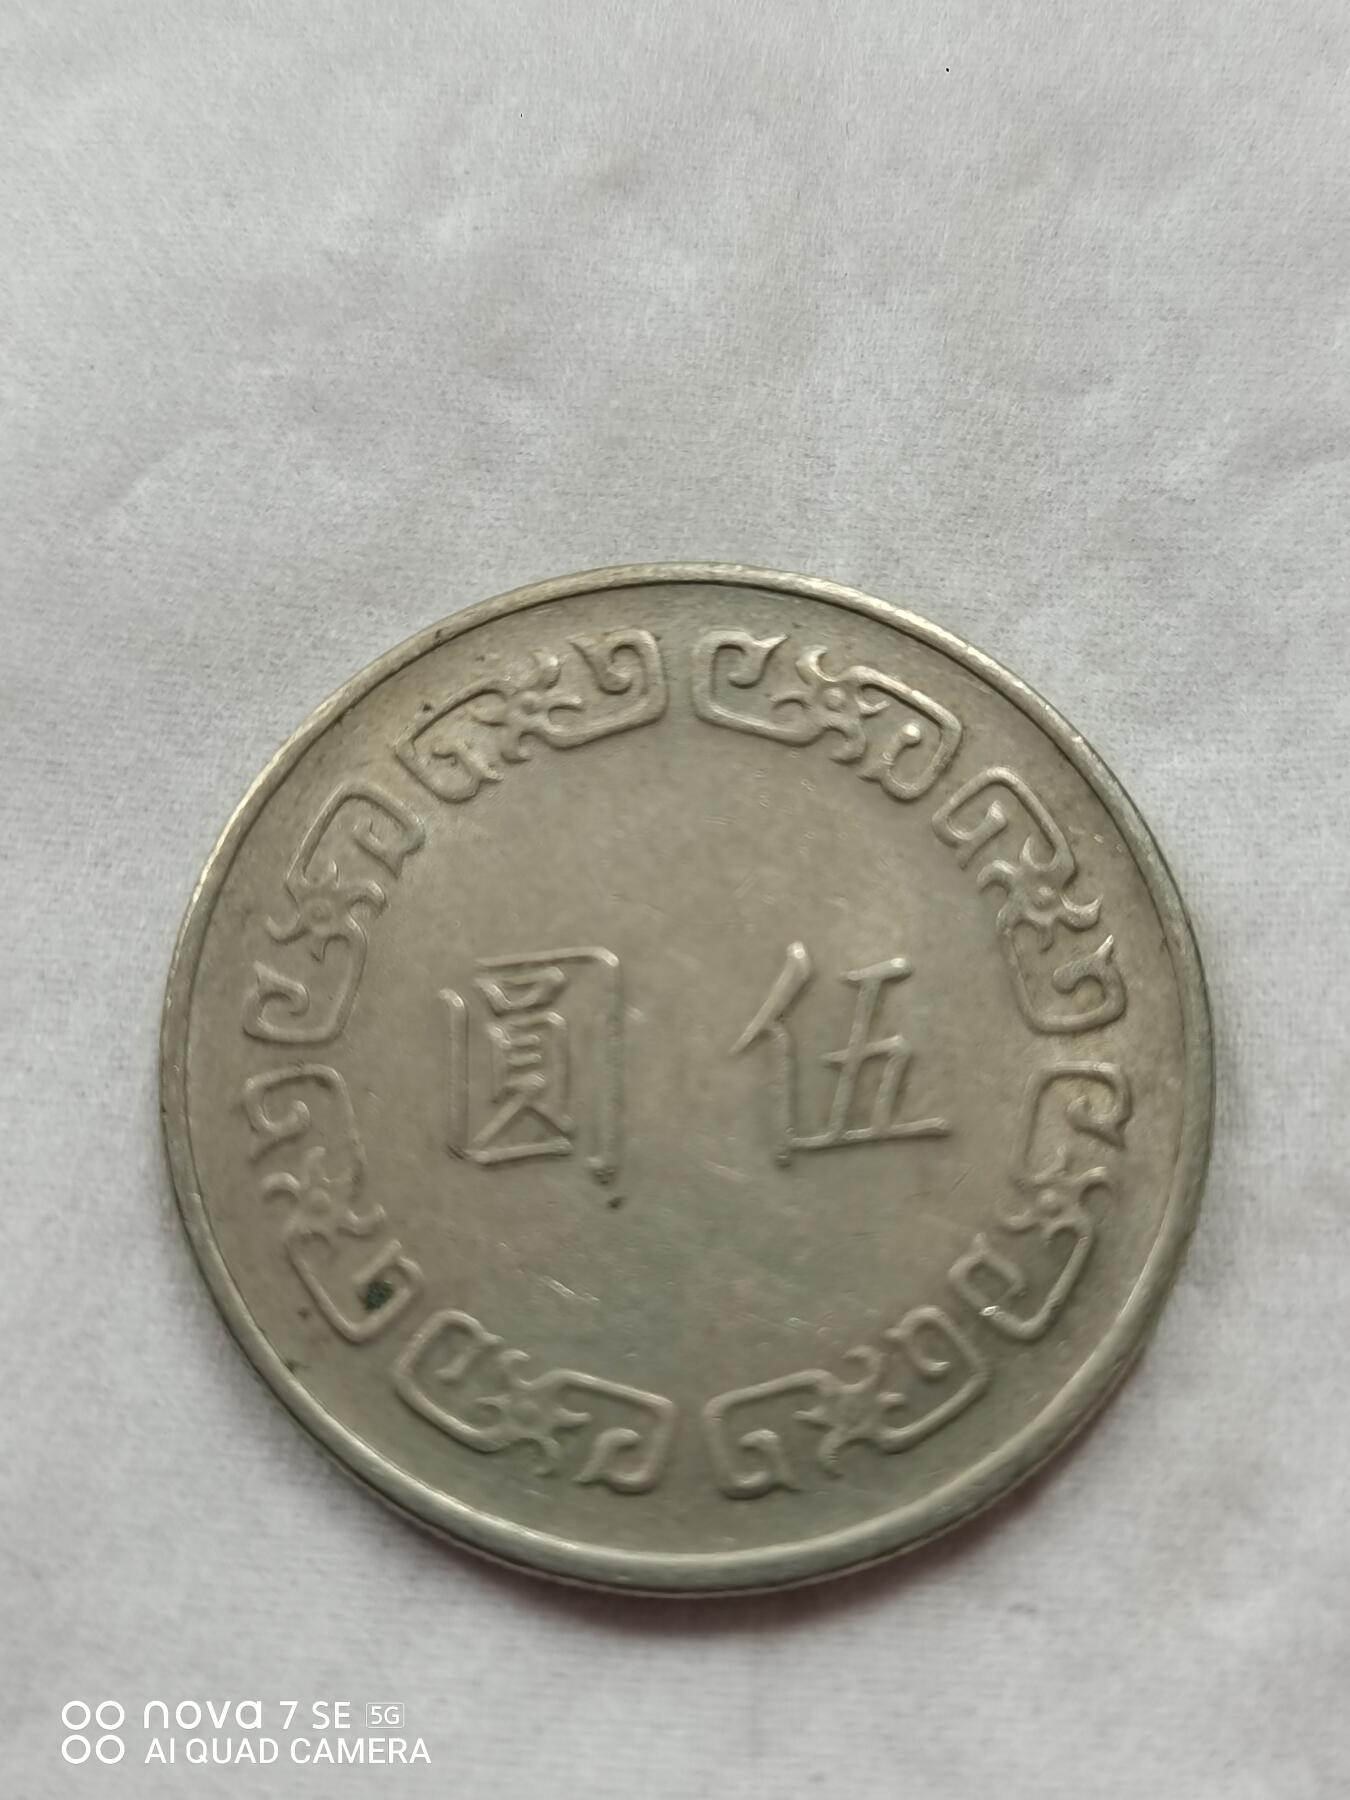 圓 伍
nova 7 SE 5G
AI QUAD CAMERA